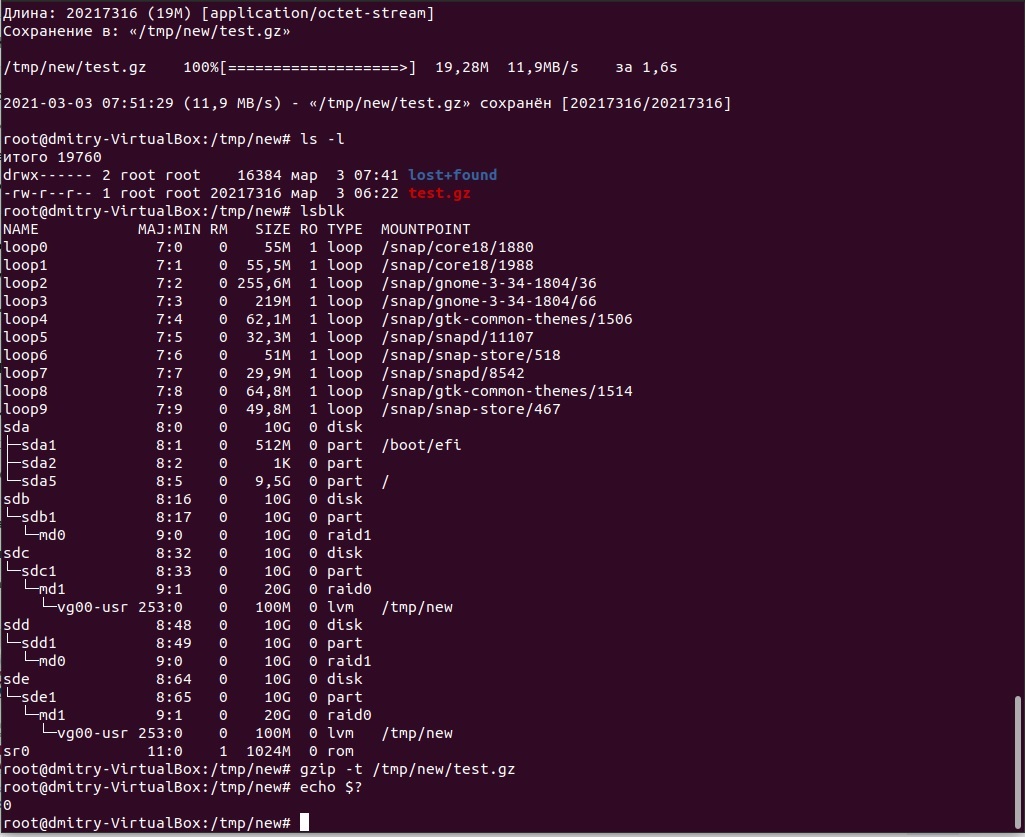 Длина: 20217316 (19M) [application/octet-stream]
Сохранение в: «/tmp/new/test.gz»
/tmp/new/test.gz    100%[===================>]  19,28M  11,9MB/s    за 1,6s
2021-03-03 07:51:29 (11,9 MB/s) - «/tmp/new/test.gz» сохранён [20217316/20217316]
root@dmitry-VirtualBox:/tmp/new# ls -l
итого 19760
drwx------ 2 root root    16384 мар  3 07:41 lost+found
-rw-r--r-- 1 root root 20217316 мар  3 06:22 test.gz
root@dmitry-VirtualBox:/tmp/new# lsblk
NAME           MAJ:MIN RM   SIZE RO TYPE  MOUNTPOINT
loop0            7:0    0    55M  1 loop  /snap/core18/1880
loop1            7:1    0  55,5M  1 loop  /snap/core18/1988
loop2            7:2    0 255,6M  1 loop  /snap/gnome-3-34-1804/36
loop3            7:3    0   219M  1 loop  /snap/gnome-3-34-1804/66
loop4            7:4    0  62,1M  1 loop  /snap/gtk-common-themes/1506
loop5            7:5    0  32,3M  1 loop  /snap/snapd/11107
loop6            7:6    0    51M  1 loop  /snap/snap-store/518
loop7            7:7    0  29,9M  1 loop  /snap/snapd/8542
loop8            7:8    0  64,8M  1 loop  /snap/gtk-common-themes/1514
loop9            7:9    0  49,8M  1 loop  /snap/snap-store/467
sda              8:0    0    10G  0 disk
├─sda1           8:1    0   512M  0 part  /boot/efi
├─sda2           8:2    0     1K  0 part
└─sda5           8:5    0   9,5G  0 part  /
sdb              8:16   0    10G  0 disk
└─sdb1           8:17   0    10G  0 part
  └─md0          9:0    0    10G  0 raid1
sdc              8:32   0    10G  0 disk
└─sdc1           8:33   0    10G  0 part
  └─md1          9:1    0    20G  0 raid0
    └─vg00-usr 253:0    0   100M  0 lvm   /tmp/new
sdd              8:48   0    10G  0 disk
└─sdd1           8:49   0    10G  0 part
  └─md0          9:0    0    10G  0 raid1
sde              8:64   0    10G  0 disk
└─sde1           8:65   0    10G  0 part
  └─md1          9:1    0    20G  0 raid0
    └─vg00-usr 253:0    0   100M  0 lvm   /tmp/new
sr0             11:0    1  1024M  0 rom
root@dmitry-VirtualBox:/tmp/new# gzip -t /tmp/new/test.gz
root@dmitry-VirtualBox:/tmp/new# echo $?
0
root@dmitry-VirtualBox:/tmp/new#